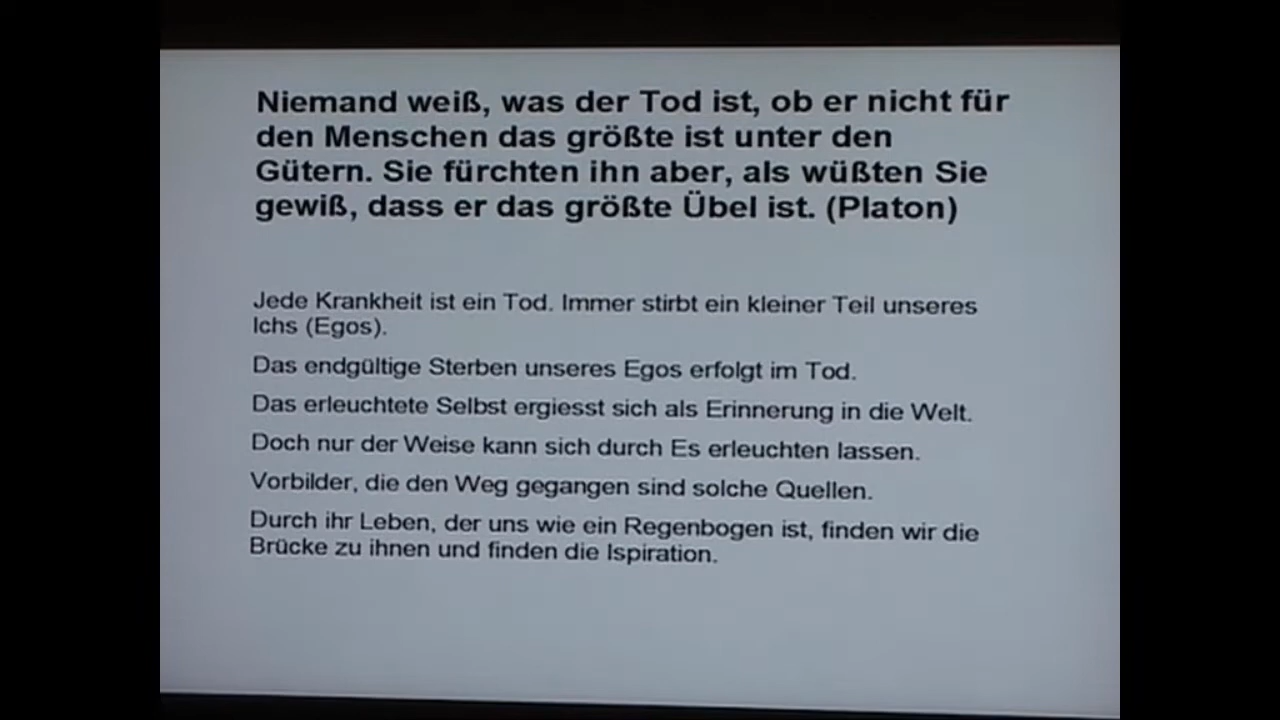 Niemand weiß, was der Tod ist, ob er nicht für
den Menschen das größte ist unter den
Gütern. Sie fürchten ihn aber, als wüßten Sie
gewiß, dass er das größte Übel ist. (Platon)
Jede Krankheit ist ein Tod. Immer stirbt ein kleiner Teil unseres
Ichs (Egos).
Das endgültige Sterben unseres Egos erfolgt im Tod.
Das erleuchtete Selbst ergiesst sich als Erinnerung in die Welt.
Doch nur der Weise kann sich durch Es erleuchten lassen.
Vorbilder, die den Weg gegangen sind solche Quellen.
Durch ihr Leben, der uns wie ein Regenbogen ist, finden wir die
Brücke zu ihnen und finden die Ispiration.